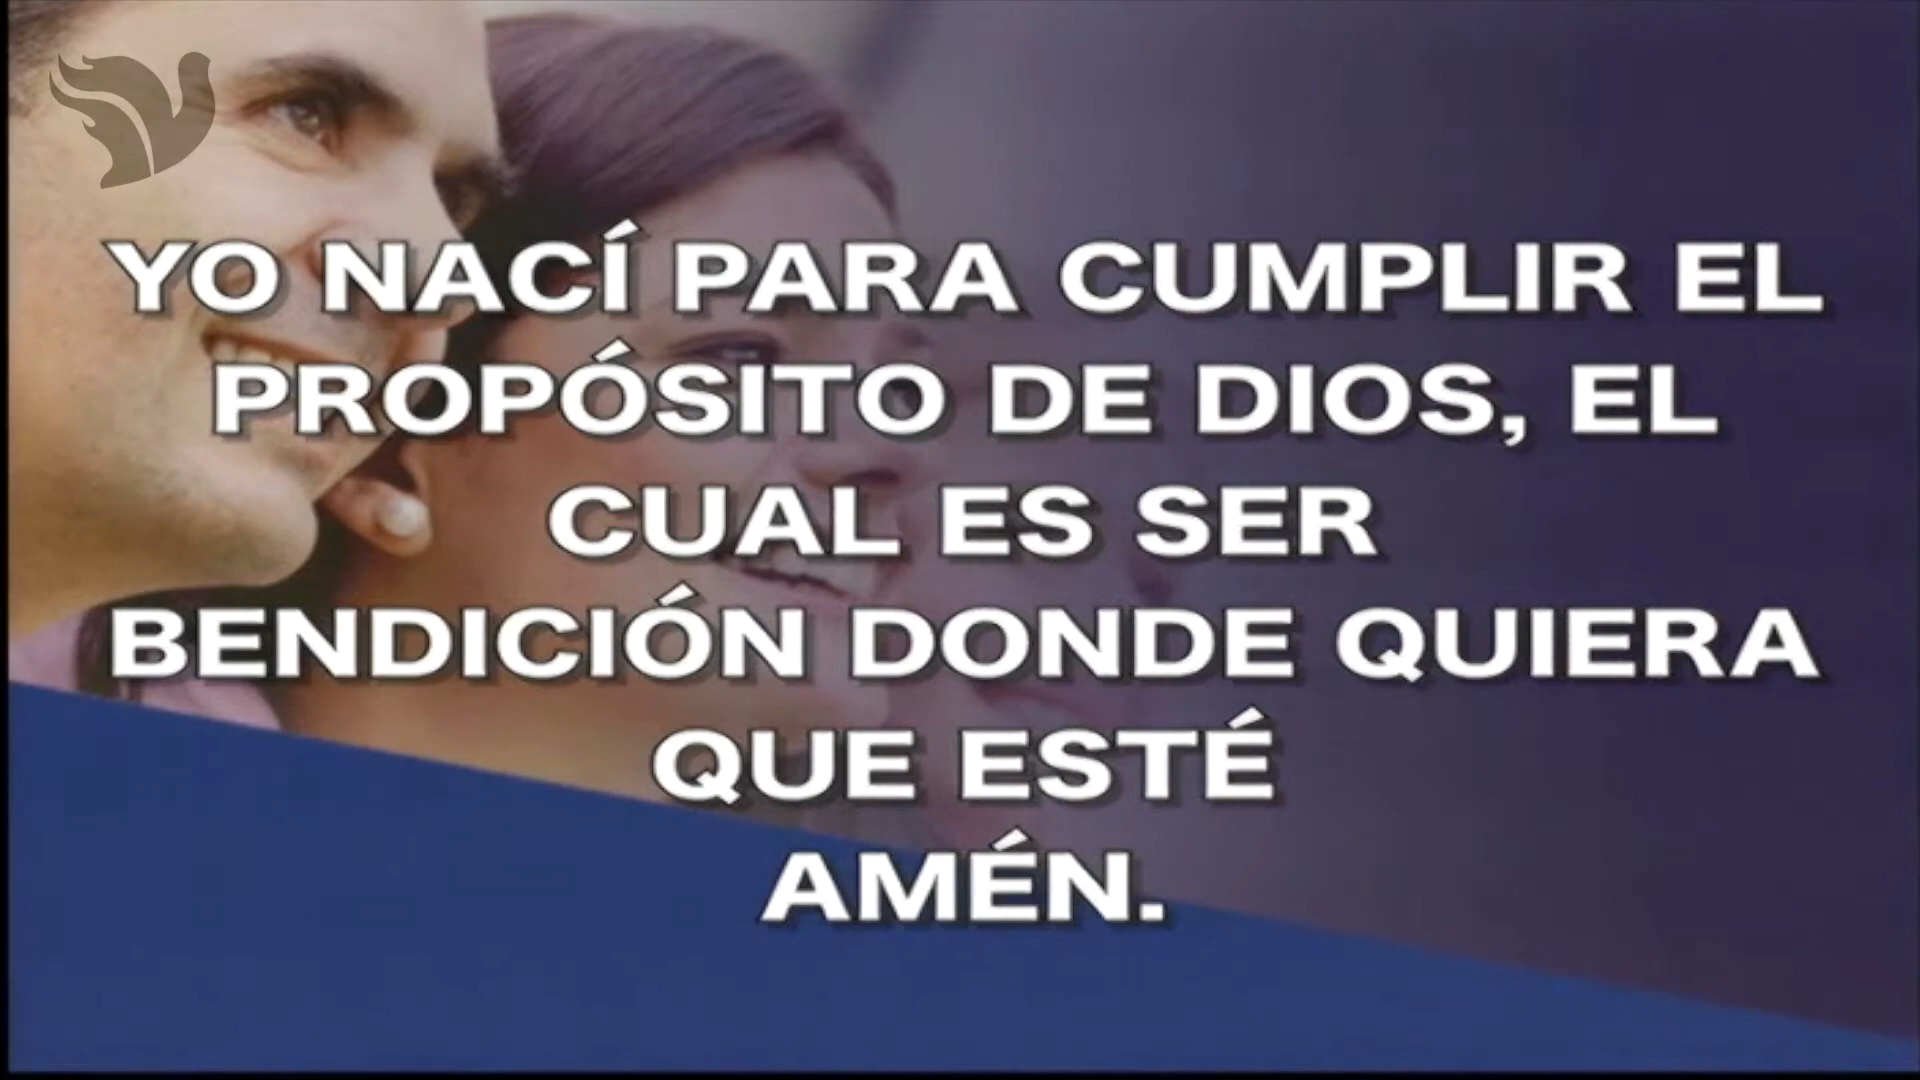 YO NACÍ PARA CUMPLIR EL
PROPÓSITO DE DIOS, EL
CUAL ES SER
BENDICIÓN DONDE QUIERA
QUE ESTÉ
AMÉN.